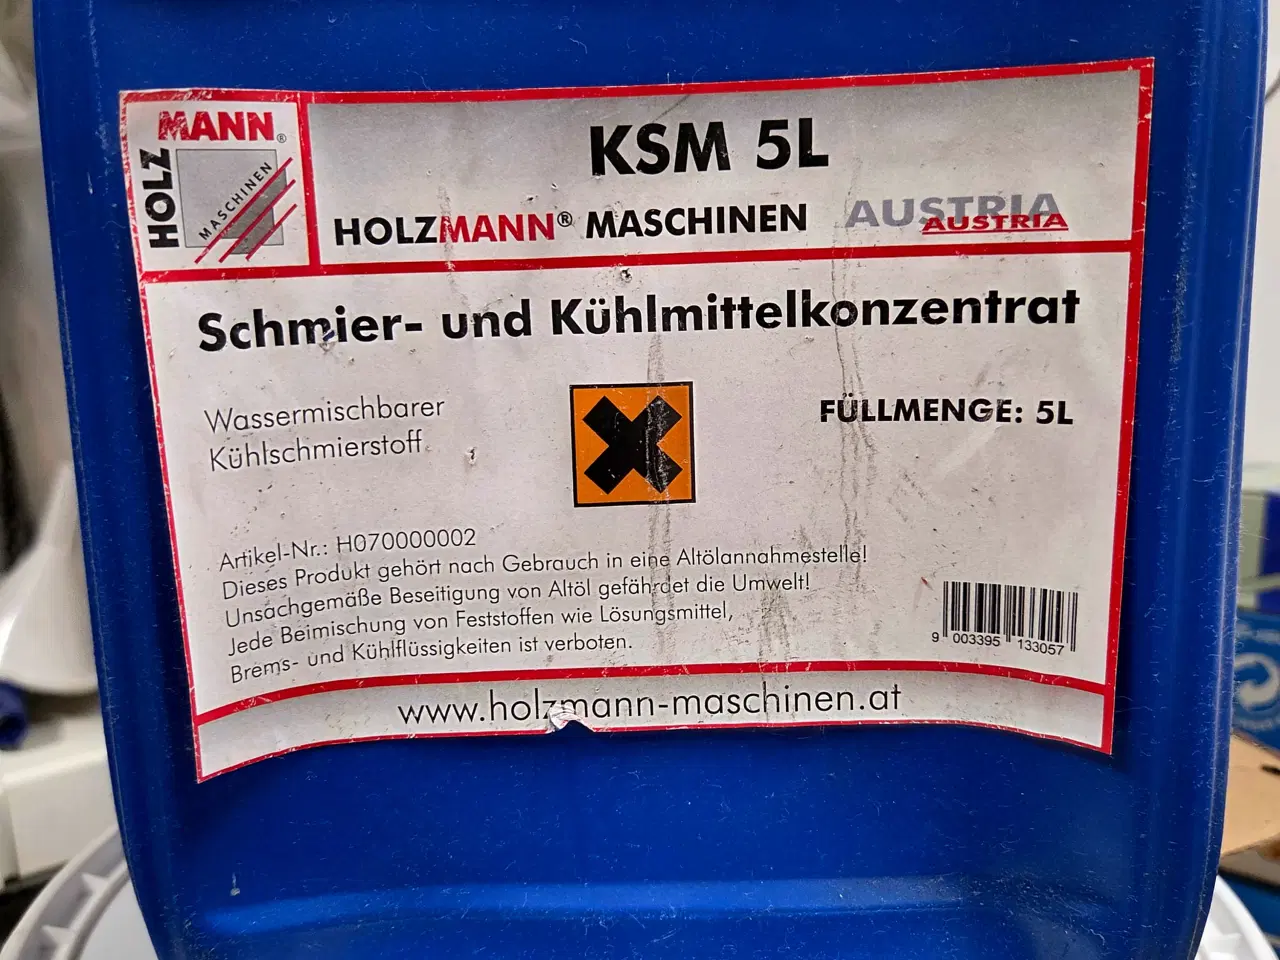 HOLZ
MANN®
MASCHINEN
KSM 5L
HOLZMANN® MASCHINEN
AUSTRIA
AUSTRIA
Schmier- und Kühlmittelkonzentrat
Wassermischbarer
Kühlschmierstoff
FÜLLMENGE: 5L
Artikel-Nr.: H070000002
Dieses Produkt gehört nach Gebrauch in eine Altölannahmestelle!
Unsachgemäße Beseitigung von Altöl gefährdet die Umwelt!
Jede Beimischung von Feststoffen wie Lösungsmittel,
Brems- und Kühlflüssigkeiten ist verboten.
9 003395 133057
www.holzmann-maschinen.at